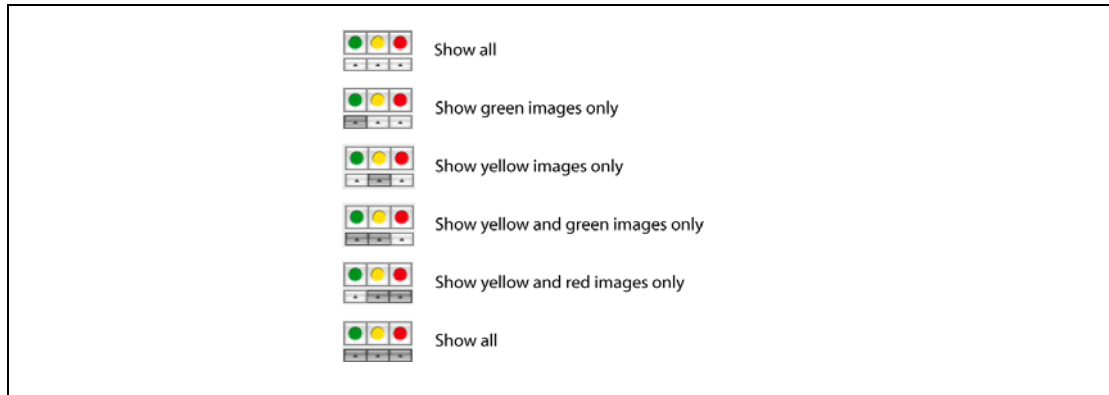 Show all
Show green images only
Show yellow images only
Show yellow and green images only
Show yellow and red images only
Show all